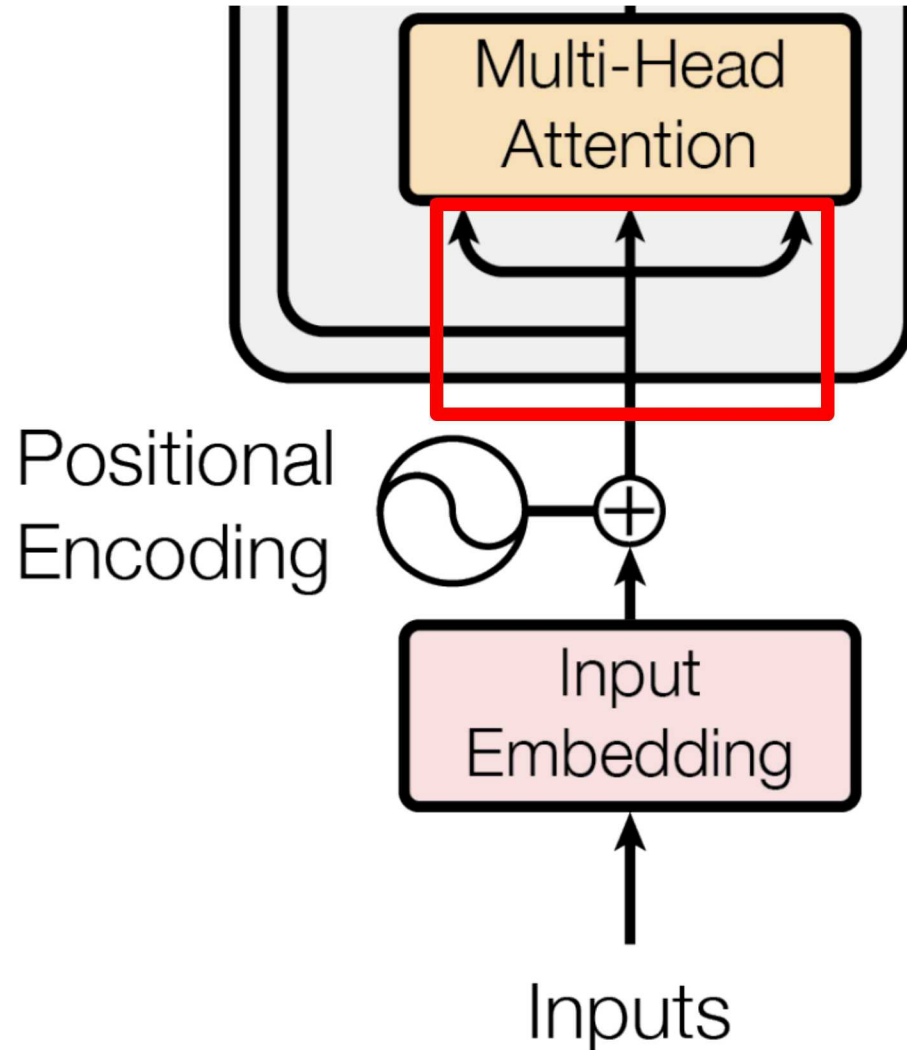 Multi-Head
Attention
Positional
Encoding
Input
Embedding
Inputs